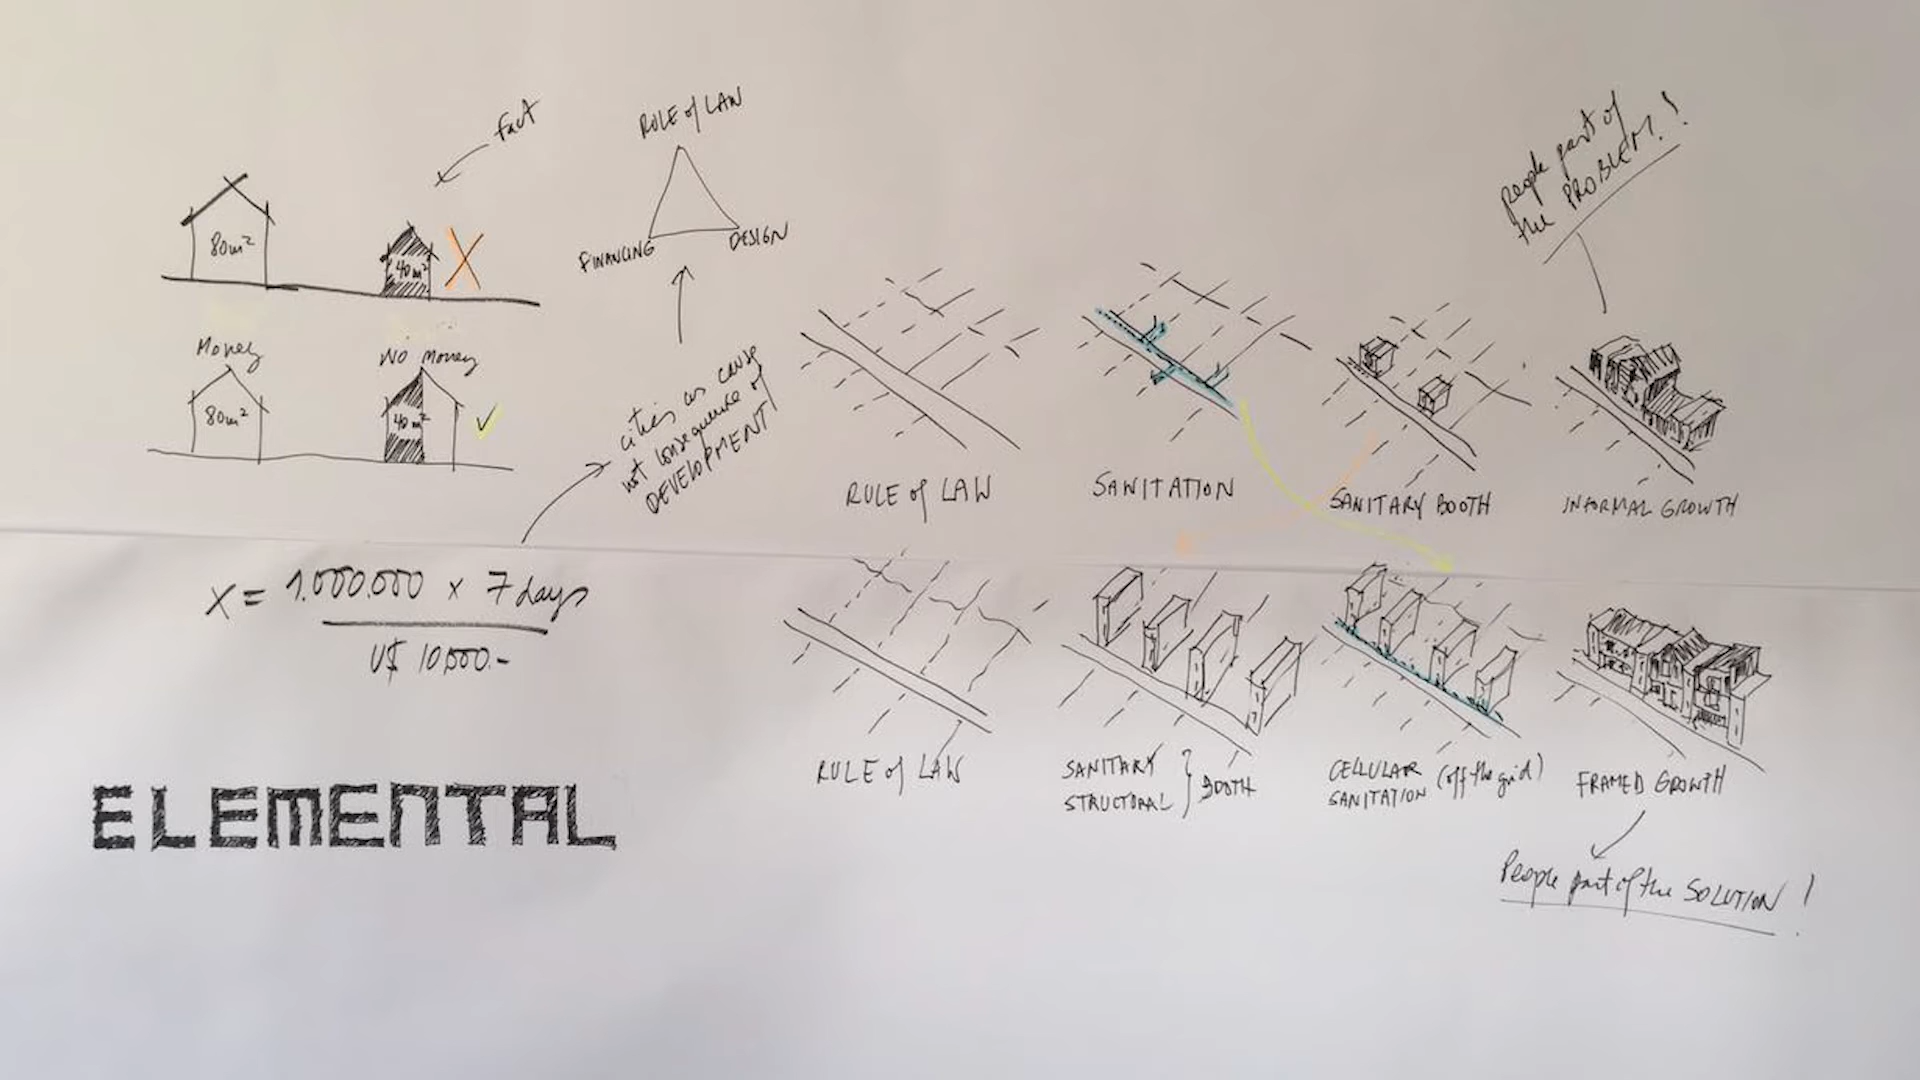 fact
80m²
40m²
X
Money
NO Money
80m²
40m²
RULE of LAW
FINANCING
DESIGN
cities as cause
not consequence of
DEVELOPMENT
X = 1.000.000 x 7 days
U$ 10,000.-
ELEMENTAL
people part of
the PROBLEM!
RULE of LAW
SANITATION
SANITARY BOOTH
INFORMAL GROWTH
RULE of LAW
SANITARY
STRUCTURAL } BOOTH
CELLULAR
SANITATION (off the grid)
FRAMED GROWTH
People part of the SOLUTION!